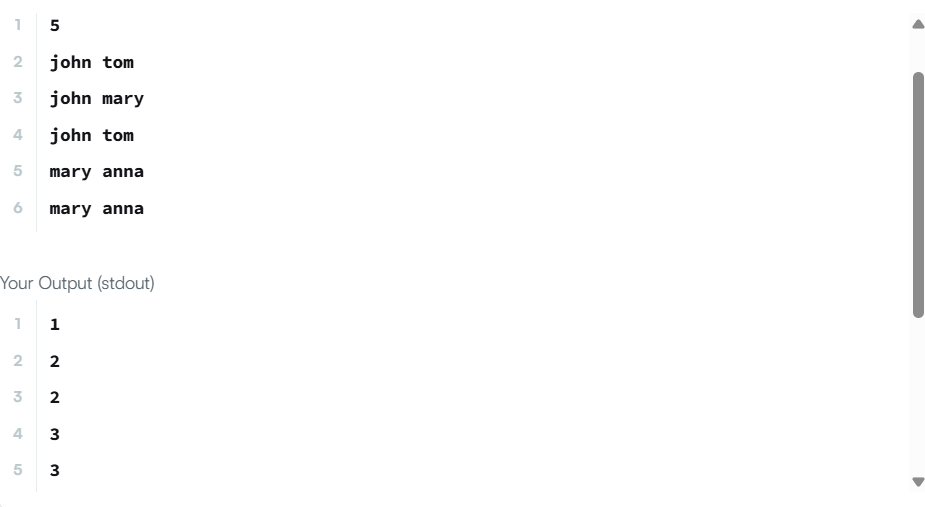 1 5
2 john tom
3 john mary
4 john tom
5 mary anna
6 mary anna
Your Output (stdout)
1 1
2 2
3 2
4 3
5 3